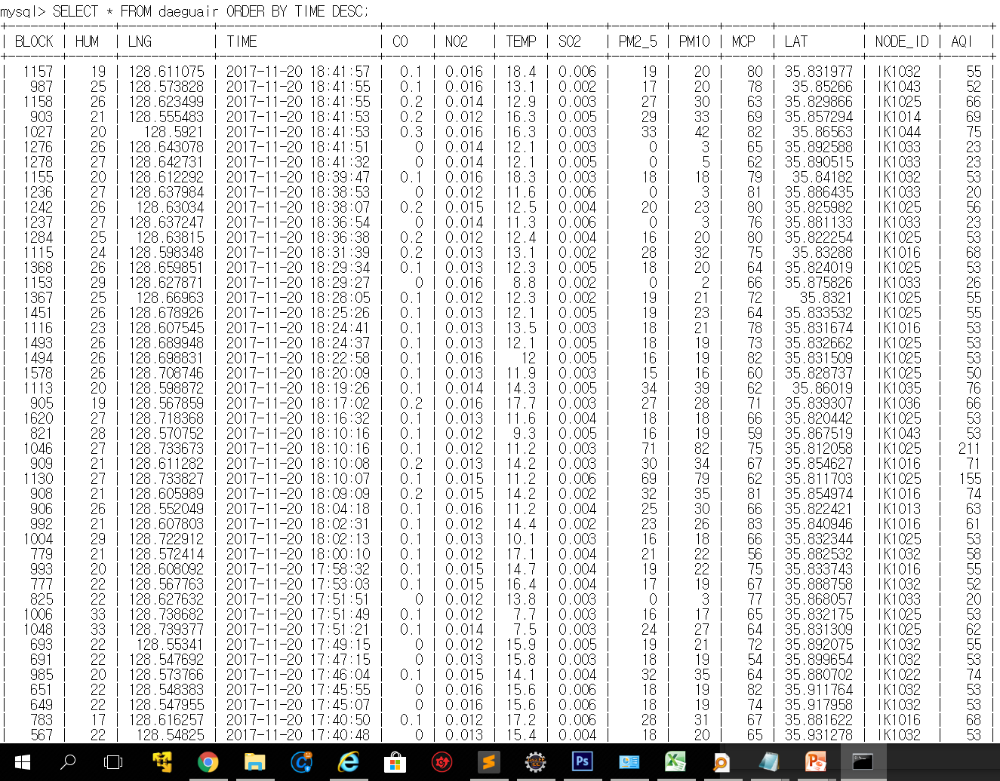 mysql> SELECT * FROM daeguair ORDER BY TIME DESC;
| BLOCK | HUM | LNG | TIME | CO | NO2 | TEMP | SO2 | PM2_5 | PM10 | MCP | LAT | NODE_ID | AQI |
| 1157 | 19 | 128.611075 | 2017-11-20 18:41:57 | 0.1 | 0.016 | 18.4 | 0.006 | 19 | 20 | 80 | 35.831977 | IK1032 | 55 |
| 987 | 25 | 128.573828 | 2017-11-20 18:41:55 | 0.1 | 0.016 | 13.1 | 0.002 | 17 | 20 | 78 | 35.85266 | IK1043 | 52 |
| 1158 | 26 | 128.623499 | 2017-11-20 18:41:55 | 0.2 | 0.014 | 12.9 | 0.003 | 27 | 30 | 63 | 35.829866 | IK1025 | 66 |
| 903 | 21 | 128.555483 | 2017-11-20 18:41:53 | 0.2 | 0.012 | 16.3 | 0.005 | 29 | 33 | 69 | 35.857294 | IK1014 | 69 |
| 1027 | 20 | 128.5921 | 2017-11-20 18:41:53 | 0.3 | 0.016 | 16.3 | 0.003 | 33 | 42 | 82 | 35.86563 | IK1044 | 75 |
| 1276 | 26 | 128.643078 | 2017-11-20 18:41:51 | 0 | 0.014 | 12.1 | 0.003 | 0 | 3 | 65 | 35.892588 | IK1033 | 23 |
| 1278 | 27 | 128.642731 | 2017-11-20 18:41:32 | 0 | 0.014 | 12.1 | 0.005 | 0 | 5 | 62 | 35.890515 | IK1033 | 23 |
| 1155 | 20 | 128.612292 | 2017-11-20 18:39:47 | 0.1 | 0.016 | 18.3 | 0.003 | 18 | 18 | 79 | 35.84182 | IK1032 | 53 |
| 1236 | 27 | 128.637984 | 2017-11-20 18:38:53 | 0 | 0.012 | 11.6 | 0.006 | 0 | 3 | 81 | 35.886435 | IK1033 | 20 |
| 1242 | 26 | 128.63034 | 2017-11-20 18:38:07 | 0.2 | 0.015 | 12.5 | 0.004 | 20 | 23 | 80 | 35.825982 | IK1025 | 56 |
| 1237 | 27 | 128.637247 | 2017-11-20 18:36:54 | 0 | 0.014 | 11.3 | 0.006 | 0 | 3 | 76 | 35.881133 | IK1033 | 23 |
| 1284 | 25 | 128.63815 | 2017-11-20 18:36:38 | 0.2 | 0.012 | 12.4 | 0.004 | 16 | 20 | 80 | 35.822254 | IK1025 | 53 |
| 1115 | 24 | 128.598348 | 2017-11-20 18:31:39 | 0.2 | 0.013 | 13.1 | 0.002 | 28 | 32 | 75 | 35.83288 | IK1016 | 68 |
| 1368 | 26 | 128.659851 | 2017-11-20 18:29:34 | 0.1 | 0.013 | 12.3 | 0.005 | 18 | 20 | 64 | 35.824019 | IK1025 | 53 |
| 1153 | 29 | 128.627871 | 2017-11-20 18:29:27 | 0 | 0.016 | 8.8 | 0.002 | 0 | 2 | 66 | 35.875826 | IK1033 | 26 |
| 1367 | 25 | 128.66963 | 2017-11-20 18:28:05 | 0.1 | 0.012 | 12.3 | 0.002 | 19 | 21 | 72 | 35.8321 | IK1025 | 55 |
| 1451 | 26 | 128.678926 | 2017-11-20 18:25:26 | 0.1 | 0.013 | 12.1 | 0.005 | 19 | 23 | 64 | 35.833532 | IK1025 | 55 |
| 1116 | 23 | 128.607545 | 2017-11-20 18:24:41 | 0.1 | 0.013 | 13.5 | 0.003 | 18 | 21 | 78 | 35.831674 | IK1016 | 53 |
| 1493 | 26 | 128.689948 | 2017-11-20 18:24:37 | 0.1 | 0.013 | 12.1 | 0.005 | 18 | 19 | 73 | 35.832662 | IK1025 | 53 |
| 1494 | 26 | 128.698831 | 2017-11-20 18:22:58 | 0.1 | 0.016 | 12 | 0.005 | 16 | 19 | 82 | 35.831509 | IK1025 | 53 |
| 1578 | 26 | 128.708746 | 2017-11-20 18:20:09 | 0.1 | 0.013 | 11.9 | 0.003 | 15 | 16 | 60 | 35.828737 | IK1025 | 50 |
| 1113 | 20 | 128.598872 | 2017-11-20 18:19:26 | 0.1 | 0.014 | 14.3 | 0.005 | 34 | 39 | 62 | 35.86019 | IK1035 | 76 |
| 905 | 19 | 128.567859 | 2017-11-20 18:17:02 | 0.2 | 0.016 | 17.7 | 0.003 | 27 | 28 | 71 | 35.839307 | IK1036 | 66 |
| 1620 | 27 | 128.718368 | 2017-11-20 18:16:32 | 0.1 | 0.013 | 11.6 | 0.004 | 18 | 18 | 66 | 35.820442 | IK1025 | 53 |
| 821 | 28 | 128.570752 | 2017-11-20 18:10:16 | 0.1 | 0.012 | 9.3 | 0.005 | 16 | 19 | 59 | 35.867519 | IK1043 | 53 |
| 1046 | 27 | 128.733673 | 2017-11-20 18:10:16 | 0.1 | 0.012 | 11.2 | 0.003 | 71 | 82 | 75 | 35.812058 | IK1025 | 211 |
| 909 | 21 | 128.611282 | 2017-11-20 18:10:08 | 0.2 | 0.013 | 14.2 | 0.003 | 30 | 34 | 67 | 35.854627 | IK1016 | 71 |
| 1130 | 27 | 128.733827 | 2017-11-20 18:10:07 | 0.1 | 0.015 | 11.2 | 0.006 | 69 | 79 | 62 | 35.811703 | IK1025 | 155 |
| 908 | 21 | 128.605989 | 2017-11-20 18:09:09 | 0.2 | 0.015 | 14.2 | 0.002 | 32 | 35 | 81 | 35.854974 | IK1016 | 74 |
| 906 | 26 | 128.552049 | 2017-11-20 18:04:18 | 0.1 | 0.016 | 11.2 | 0.004 | 25 | 30 | 66 | 35.822421 | IK1013 | 63 |
| 992 | 21 | 128.607803 | 2017-11-20 18:02:31 | 0.1 | 0.012 | 14.4 | 0.002 | 23 | 26 | 83 | 35.840946 | IK1016 | 61 |
| 1004 | 29 | 128.722912 | 2017-11-20 18:02:13 | 0.1 | 0.013 | 10.1 | 0.003 | 16 | 18 | 66 | 35.832344 | IK1025 | 53 |
| 779 | 21 | 128.572414 | 2017-11-20 18:00:10 | 0.1 | 0.012 | 17.1 | 0.004 | 21 | 22 | 56 | 35.882532 | IK1032 | 58 |
| 993 | 20 | 128.608092 | 2017-11-20 17:58:32 | 0.1 | 0.015 | 14.7 | 0.004 | 19 | 22 | 75 | 35.833743 | IK1016 | 55 |
| 777 | 22 | 128.567763 | 2017-11-20 17:53:03 | 0.1 | 0.015 | 16.4 | 0.004 | 17 | 19 | 67 | 35.888758 | IK1032 | 52 |
| 825 | 22 | 128.627632 | 2017-11-20 17:51:51 | 0 | 0.012 | 13.8 | 0.003 | 0 | 3 | 77 | 35.868057 | IK1033 | 20 |
| 1006 | 33 | 128.738682 | 2017-11-20 17:51:49 | 0.1 | 0.012 | 7.7 | 0.003 | 16 | 17 | 65 | 35.832175 | IK1025 | 53 |
| 1048 | 33 | 128.739377 | 2017-11-20 17:51:21 | 0.1 | 0.014 | 7.5 | 0.003 | 24 | 27 | 64 | 35.831309 | IK1025 | 62 |
| 693 | 22 | 128.55341 | 2017-11-20 17:49:15 | 0 | 0.012 | 15.9 | 0.005 | 19 | 21 | 72 | 35.892075 | IK1032 | 55 |
| 691 | 22 | 128.547692 | 2017-11-20 17:47:15 | 0 | 0.013 | 15.8 | 0.003 | 18 | 19 | 54 | 35.899654 | IK1032 | 53 |
| 985 | 20 | 128.573766 | 2017-11-20 17:46:04 | 0.1 | 0.015 | 14.1 | 0.004 | 32 | 35 | 64 | 35.880702 | IK1022 | 74 |
| 651 | 22 | 128.548383 | 2017-11-20 17:45:55 | 0 | 0.016 | 15.6 | 0.006 | 18 | 19 | 82 | 35.911764 | IK1032 | 53 |
| 649 | 22 | 128.547955 | 2017-11-20 17:45:07 | 0 | 0.016 | 15.6 | 0.006 | 18 | 19 | 74 | 35.917958 | IK1032 | 53 |
| 783 | 17 | 128.616257 | 2017-11-20 17:40:50 | 0.1 | 0.012 | 17.2 | 0.006 | 28 | 31 | 67 | 35.881622 | IK1016 | 68 |
| 567 | 22 | 128.54825 | 2017-11-20 17:40:48 | 0 | 0.013 | 15.4 | 0.004 | 18 | 20 | 65 | 35.931278 | IK1032 | 53 |
Ps